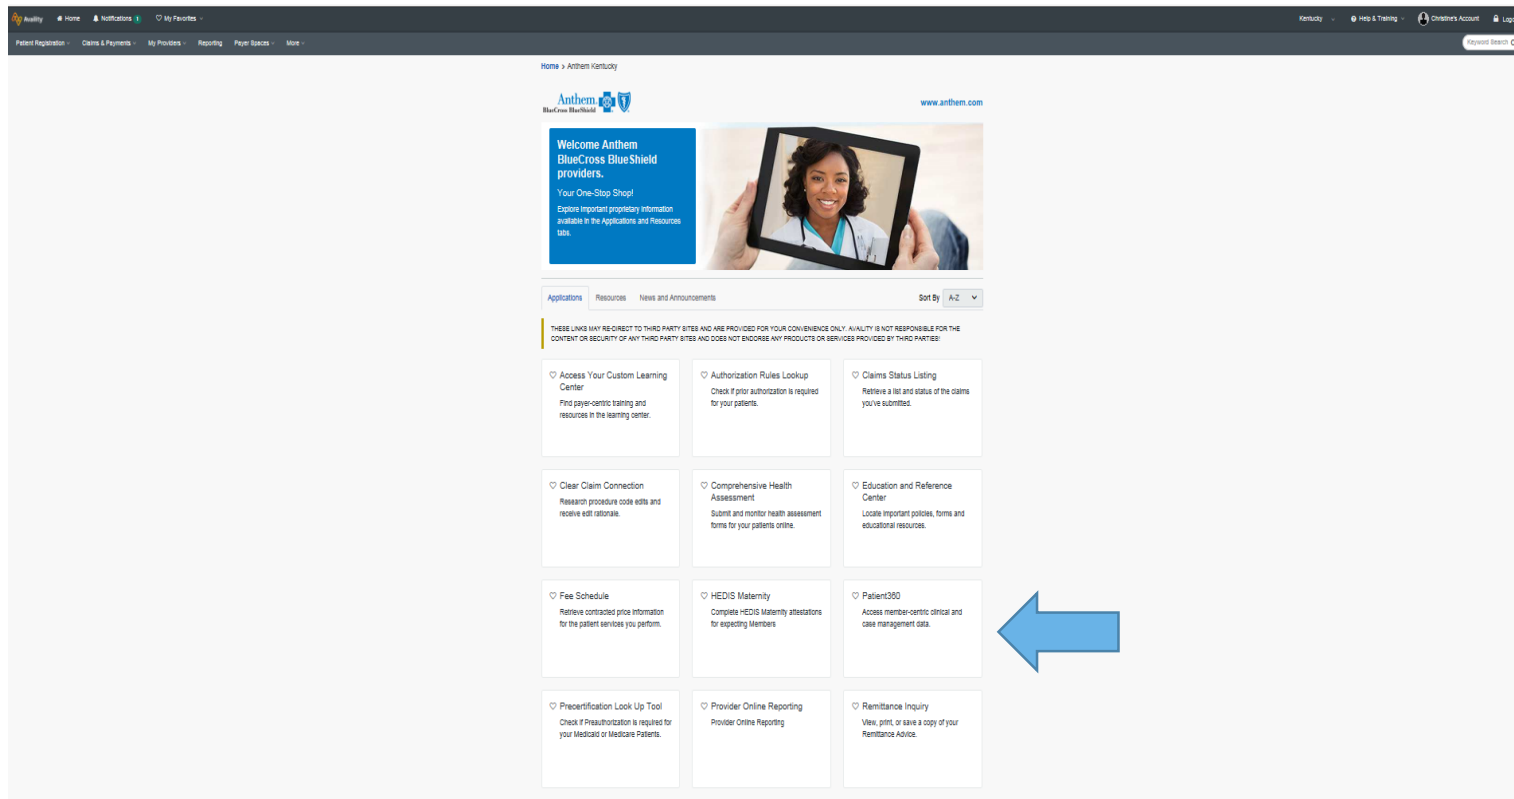 Availity Home Notifications 1 My Favorites Kentucky Help & Training Christine's Account
Patient Registration Claims & Payments My Providers Reporting Payer Spaces More Keyword Search
Home > Anthem Kentucky
Anthem.
BlueCross BlueShield
www.anthem.com
Welcome Anthem
BlueCross BlueShield
providers.
Your One-Stop Shop!
Explore important proprietary information
available in the Applications and Resources
tabs.
Applications Resources News and Announcements Sort By A-Z
THESE LINKS MAY RE-DIRECT TO THIRD PARTY SITES AND ARE PROVIDED FOR YOUR CONVENIENCE ONLY. AVAILITY IS NOT RESPONSIBLE FOR THE
CONTENT OR SECURITY OF ANY THIRD PARTY SITES AND DOES NOT ENDORSE ANY PRODUCTS OR SERVICES PROVIDED BY THIRD PARTIES!
Access Your Custom Learning
Center
Find payer-centric training and
resources in the learning center.
Authorization Rules Lookup
Check if prior authorization is required
for your patients.
Claims Status Listing
Retrieve a list and status of the claims
you've submitted.
Clear Claim Connection
Research procedure code edits and
receive edit rationale.
Comprehensive Health
Assessment
Submit and monitor health assessment
forms for your patients online.
Education and Reference
Center
Locate important policies, forms and
educational resources.
Fee Schedule
Retrieve contracted price information
for the patient services you perform.
HEDIS Maternity
Complete HEDIS Maternity attestations
for expecting Members
Patient360
Access member-centric clinical and
case management data.
Precertification Look Up Tool
Check if Preauthorization is required for
your Medicaid or Medicare Patients.
Provider Online Reporting
Provider Online Reporting
Remittance Inquiry
View, print, or save a copy of your
Remittance Advice.